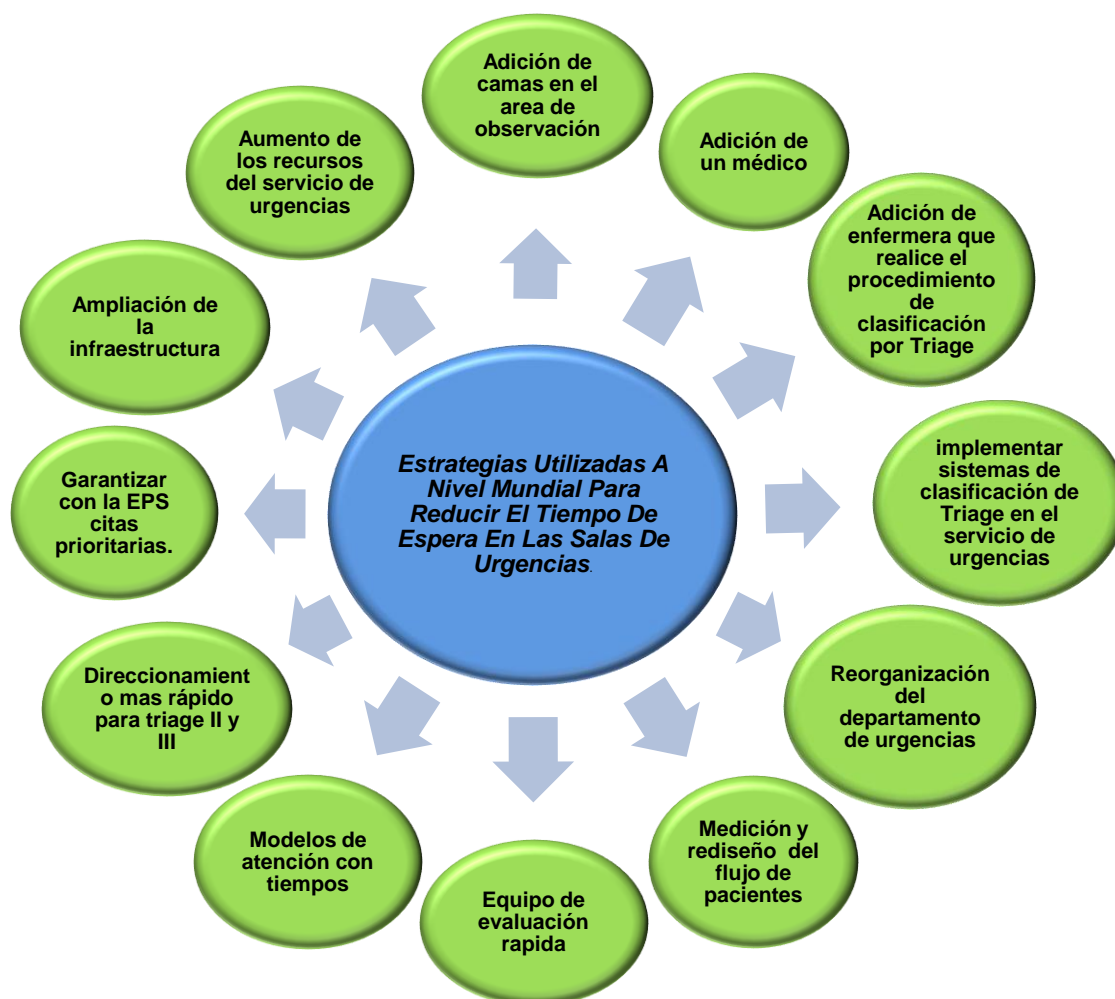 Adición de
camas en el
area de
observación
Adición de
un médico
Adición de
enfermera que
realice el
procedimiento
de
clasificación
por Triage
implementar
sistemas de
clasificación de
Triage en el
servicio de
urgencias
Reorganización
del
departamento
de urgencias
Medición y
rediseño del
flujo de
pacientes
Equipo de
evaluación
rapida
Modelos de
atención con
tiempos
Direccionamient
o mas rápido
para triage II y
III
Garantizar
con la EPS
citas
prioritarias.
Ampliación de
la
infraestructura
Aumento de
los recursos
del servicio de
urgencias
Estrategias Utilizadas A
Nivel Mundial Para
Reducir El Tiempo De
Espera En Las Salas De
Urgencias.